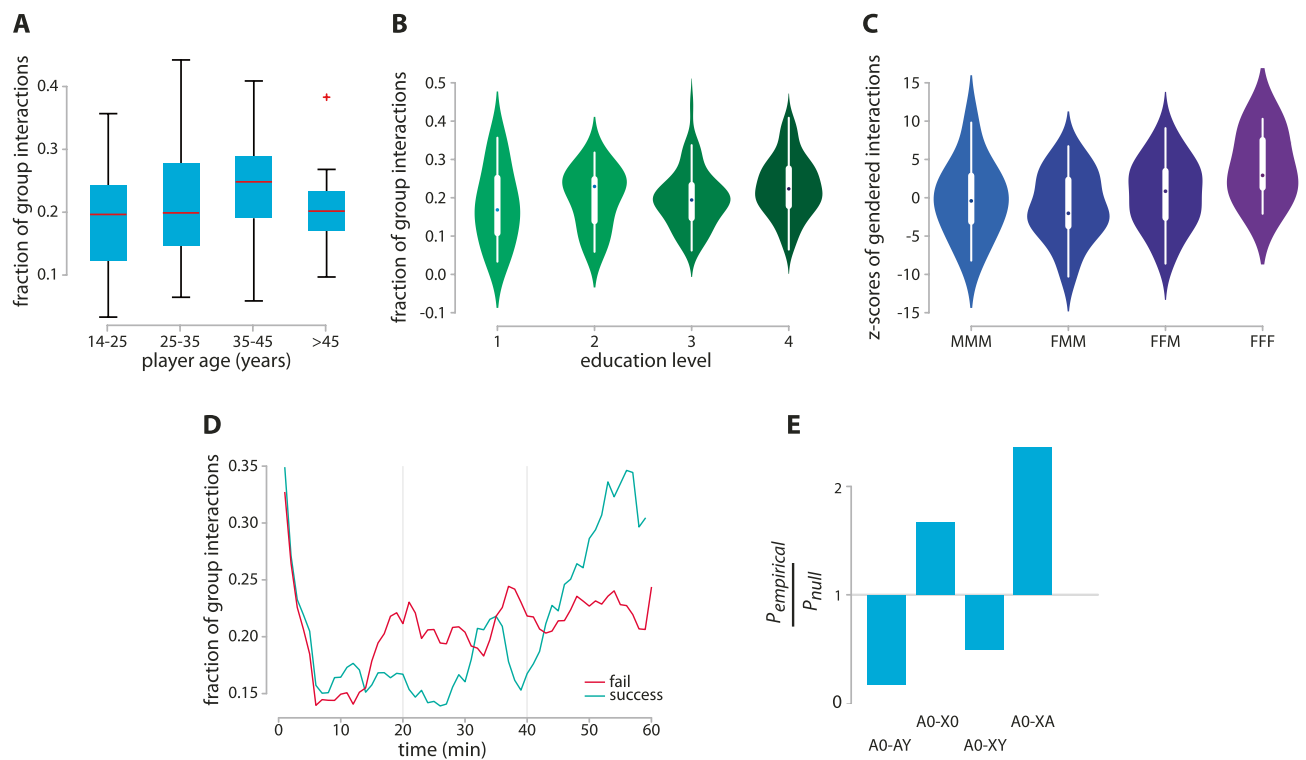 A
fraction of group interactions
0.4
0.3
0.2
0.1
14-25 25-35 35-45 >45
player age (years)
B
fraction of group interactions
0.5
0.4
0.3
0.2
0.1
0.0
-0.1
1 2 3 4
education level
C
z-scores of gendered interactions
15
10
5
0
-5
-10
-15
MMM FMM FFM FFF
D
fraction of group interactions
0.35
0.30
0.25
0.20
0.15
fail
success
0 10 20 30 40 50 60
time (min)
E
Pempirical
Pnull
2
1
0
A0-X0 A0-XA
A0-AY A0-XY